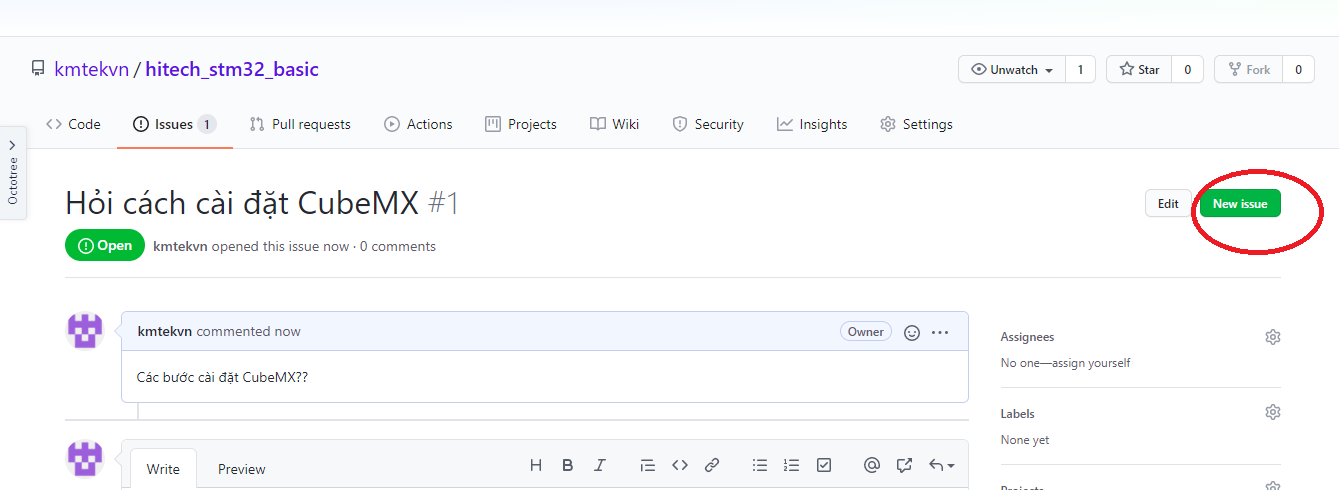 kmtekvn / hitech_stm32_basic
Unwatch 1 Star 0 Fork 0
Code Issues 1 Pull requests Actions Projects Wiki Security Insights Settings
Octotree
Hỏi cách cài đặt CubeMX #1
Edit New issue
Open kmtekvn opened this issue now · 0 comments
kmtekvn commented now Owner
Các bước cài đặt CubeMX??
Assignees
No one—assign yourself
Labels
None yet
Write Preview
Projects